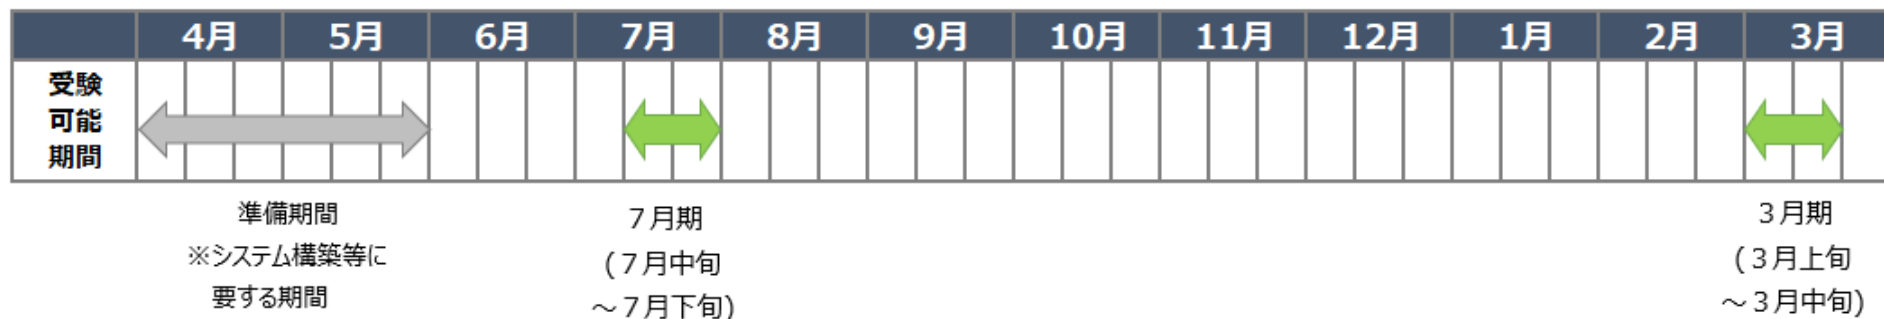 4月 5月 6月 7月 8月 9月 10月 11月 12月 1月 2月 3月
受験
可能
期間
準備期間
※システム構築等に
要する期間
７月期
(７月中旬
～７月下旬)
３月期
(３月上旬
～３月中旬)